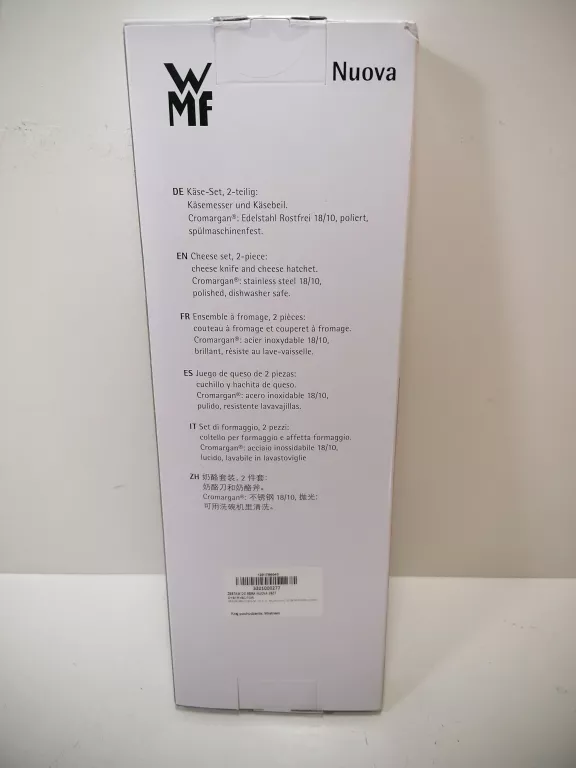 WMF
Nuova
DE Käse-Set, 2-teilig:
Käsemesser und Käsebeil.
Cromargan®: Edelstahl Rostfrei 18/10, poliert,
spülmaschinenfest.
EN Cheese set, 2-piece:
cheese knife and cheese hatchet.
Cromargan®: stainless steel 18/10,
polished, dishwasher safe.
FR Ensemble à fromage, 2 pièces:
couteau à fromage et couperet à fromage.
Cromargan®: acier inoxydable 18/10,
brillant, résiste au lave-vaisselle.
ES Juego de queso de 2 piezas:
cuchillo y hachita de queso.
Cromargan®: acero inoxidable 18/10,
pulido, resistente lavavajillas.
IT Set di formaggio, 2 pezzi:
coltello per formaggio e affetta formaggio.
Cromargan®: acciaio inossidabile 18/10,
lucido, lavabile in lavastoviglie
ZH 奶酪套装, 2 件套:
奶酪刀和奶酪斧。
Cromargan®: 不锈钢 18/10, 抛光;
可用洗碗机里清洗。